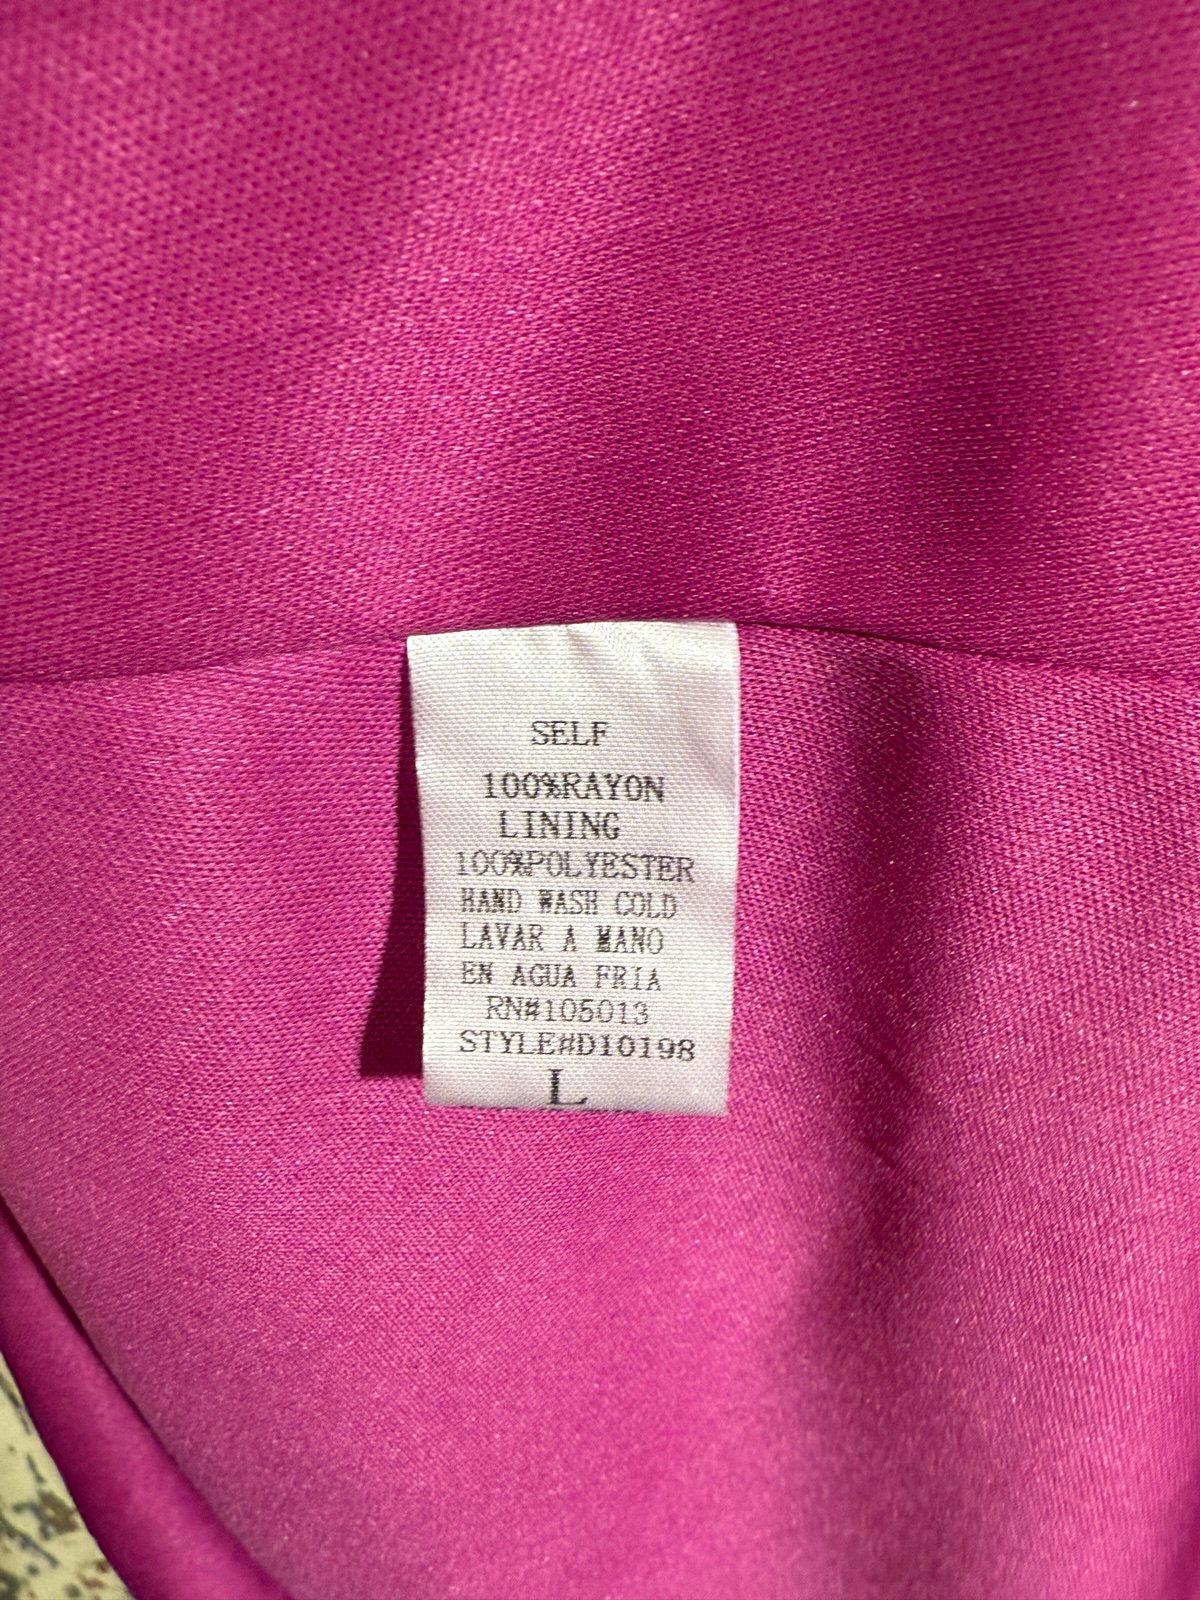 SELF
100%RAYON
LINING
100%POLYESTER
HAND WASH COLD
LAVAR A MANO
EN AGUA FRIA
RN#105013
STYLE#D10198
L